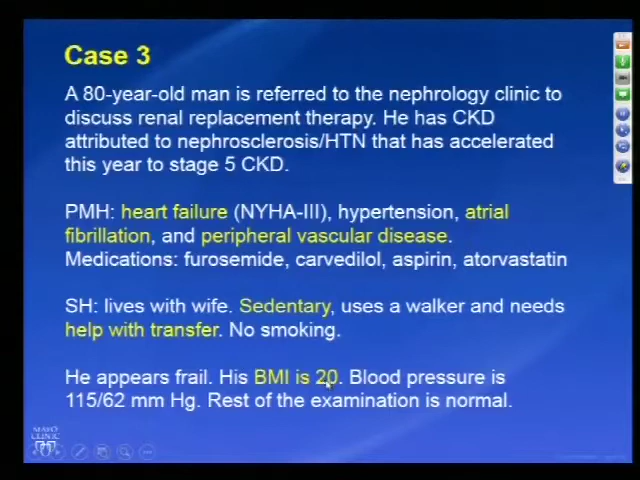 Case 3
A 80-year-old man is referred to the nephrology clinic to
discuss renal replacement therapy. He has CKD
attributed to nephrosclerosis/HTN that has accelerated
this year to stage 5 CKD.
PMH: heart failure (NYHA-III), hypertension, atrial
fibrillation, and peripheral vascular disease.
Medications: furosemide, carvedilol, aspirin, atorvastatin
SH: lives with wife. Sedentary, uses a walker and needs
help with transfer. No smoking.
He appears frail. His BMI is 20. Blood pressure is
115/62 mm Hg. Rest of the examination is normal.
MAYO
CLINIC